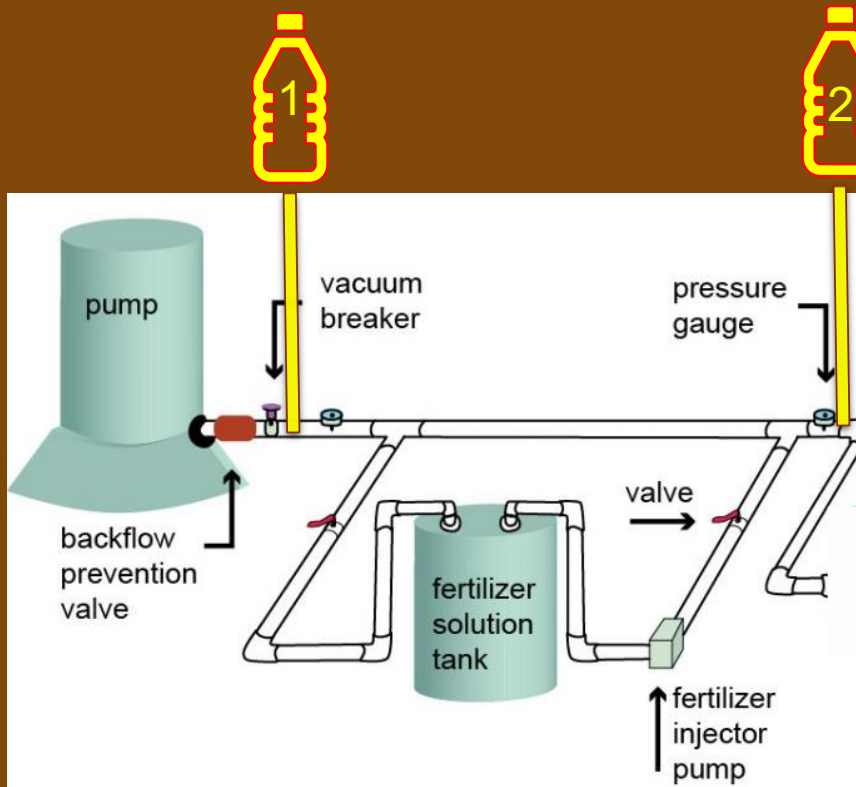 1
2
pump
vacuum
breaker
pressure
gauge
valve
backflow
prevention
valve
fertilizer
solution
tank
fertilizer
injector
pump